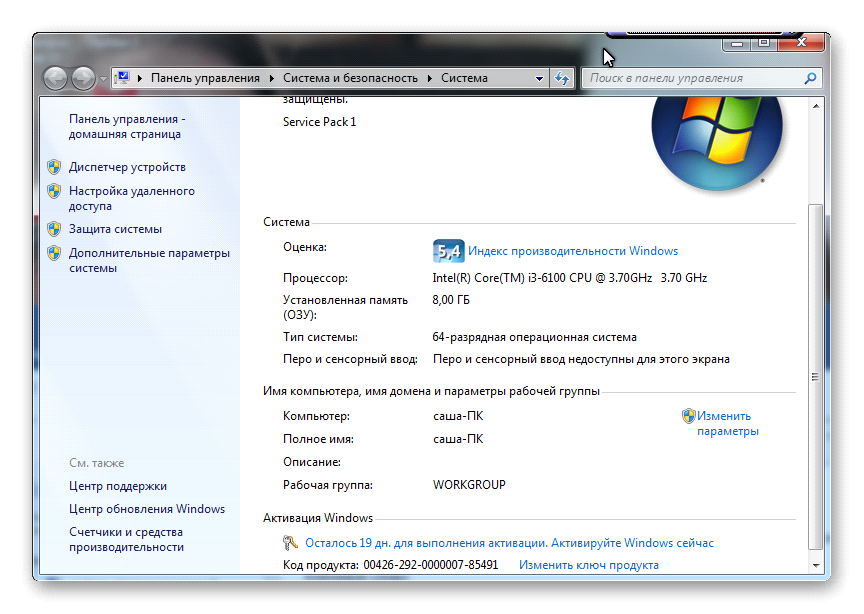 Панель управления
Система и безопасность
Система
Поиск в панели управления
Панель управления -
домашняя страница
Диспетчер устройств
Настройка удаленного
доступа
Защита системы
Дополнительные параметры
системы
См. также
Центр поддержки
Центр обновления Windows
Счетчики и средства
производительности
защищены.
Service Pack 1
Система
Оценка:
5,4 Индекс производительности Windows
Процессор: Intel(R) Core(TM) i3-6100 CPU @ 3.70GHz 3.70 GHz
Установленная память 8,00 ГБ
(ОЗУ):
Тип системы: 64-разрядная операционная система
Перо и сенсорный ввод: Перо и сенсорный ввод недоступны для этого экрана
Имя компьютера, имя домена и параметры рабочей группы
Компьютер: саша-ПК
Изменить
параметры
Полное имя: саша-ПК
Описание:
Рабочая группа: WORKGROUP
Активация Windows
Осталось 19 дн. для выполнения активации. Активируйте Windows сейчас
Код продукта: 00426-292-0000007-85491 Изменить ключ продукта